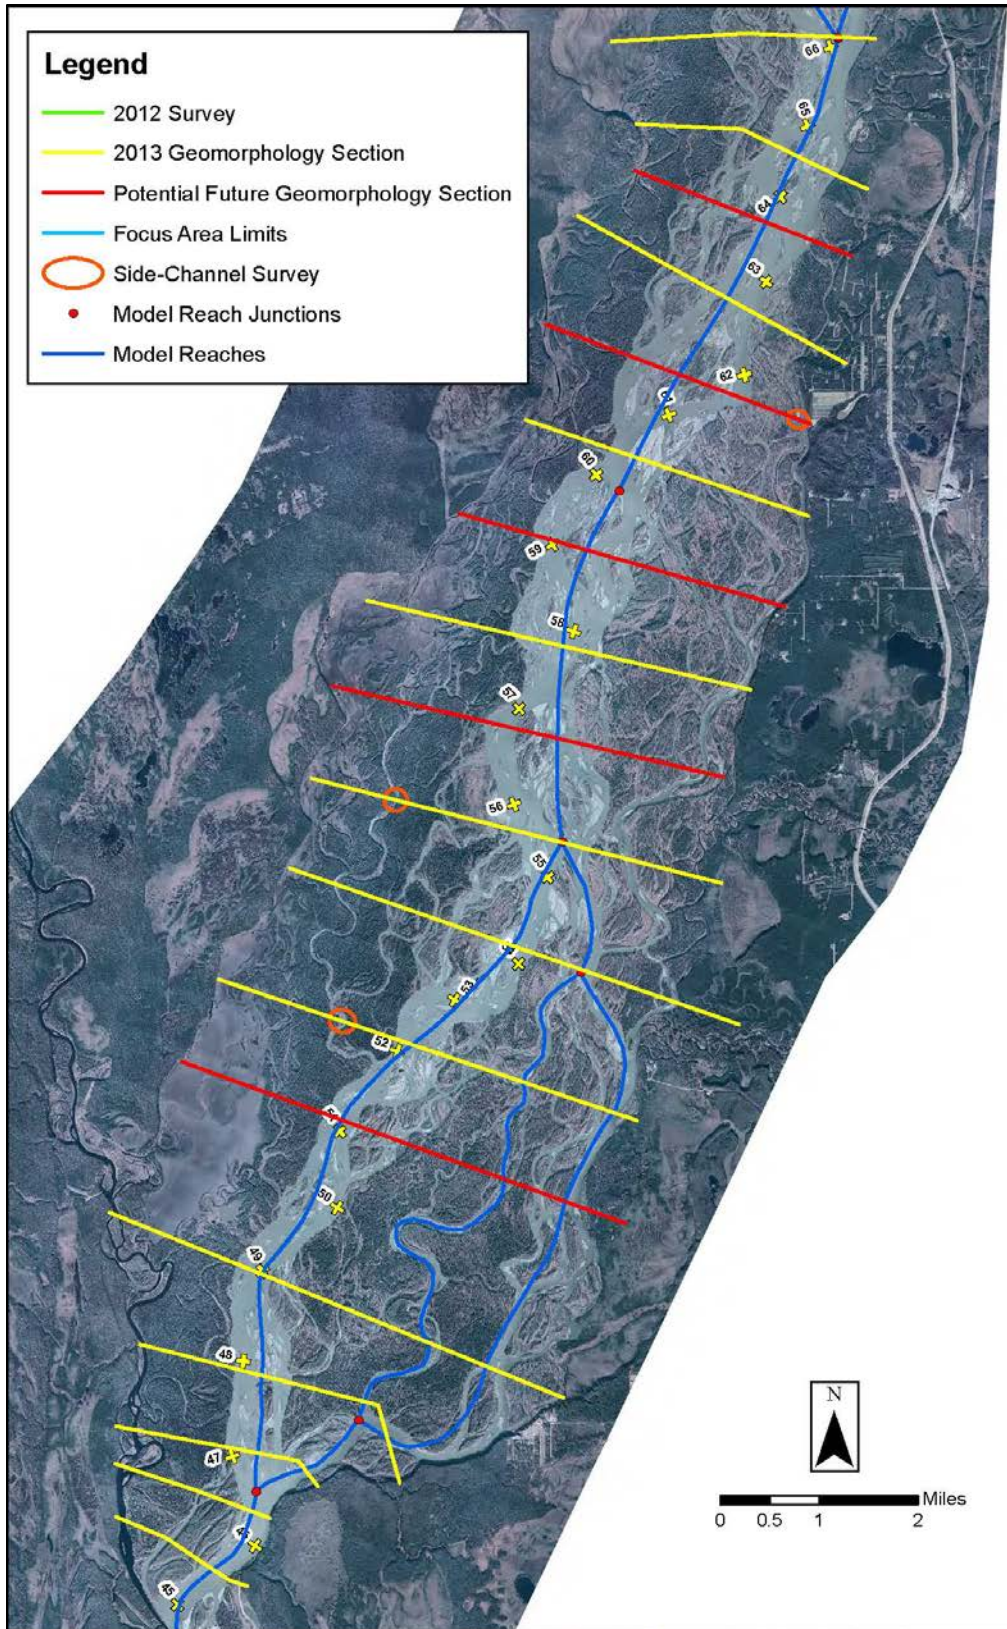 Legend
2012 Survey
2013 Geomorphology Section
Potential Future Geomorphology Section
Focus Area Limits
Side-Channel Survey
Model Reach Junctions
Model Reaches
66
65
64
63
62
60
59
58
57
56
55
53
52
50
49
48
47
45
N
Miles
0 0.5 1 2